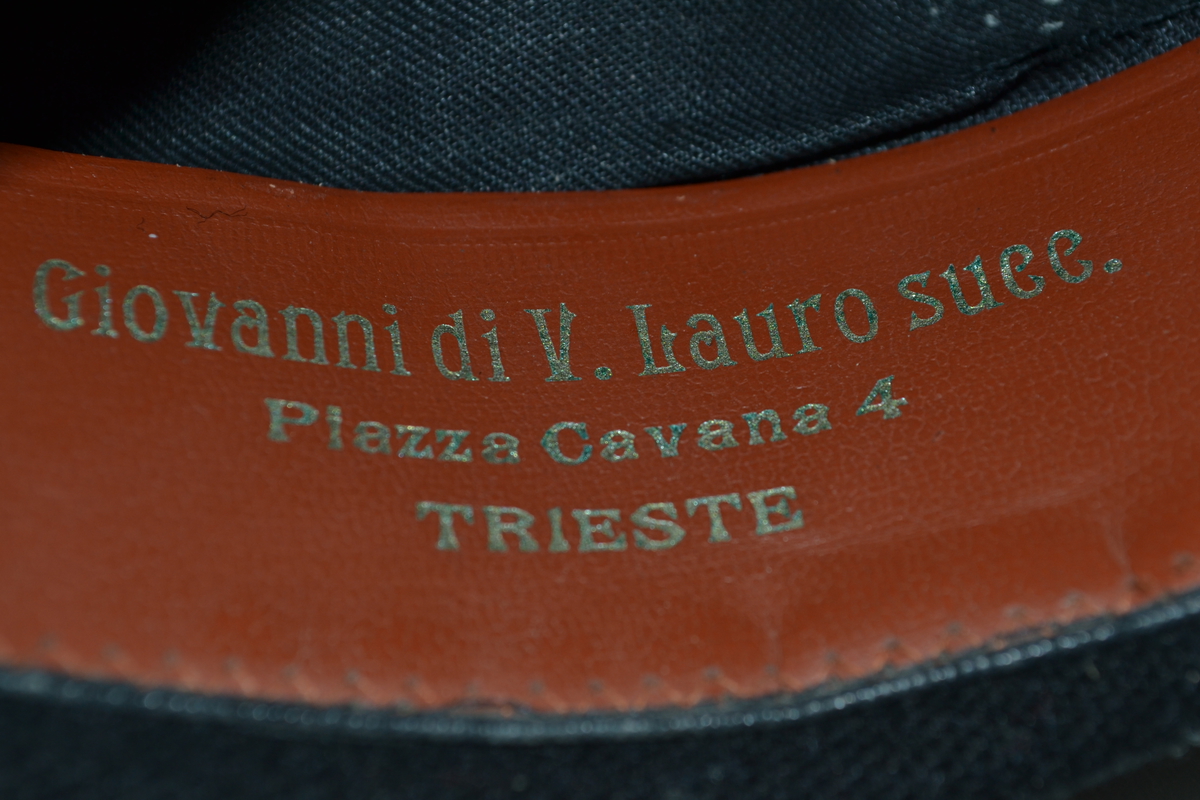 Giovanni di V. Lauro succ.
Piazza Cavana 4
TRIESTE